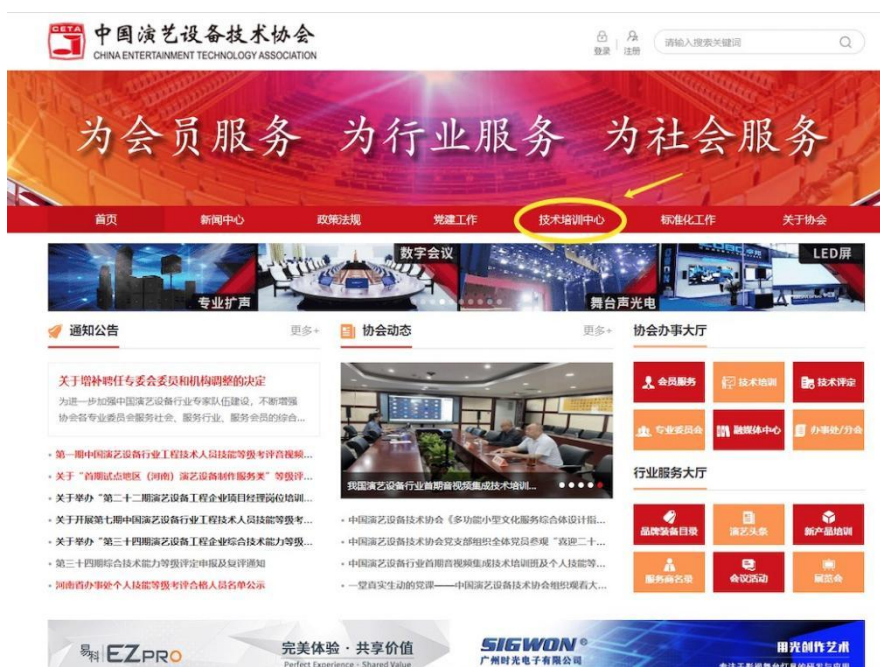 CETA
中国演艺设备技术协会
CHINA ENTERTAINMENT TECHNOLOGY ASSOCIATION
登录
注册
请输入搜索关键词
为会员服务 为行业服务 为社会服务
首页 新闻中心 政策法规 党建工作 技术培训中心 标准化工作 关于协会
专业扩声
数字会议
舞台声光电
LED屏
通知公告 更多+
关于增补聘任专委会委员和机构调整的决定
为进一步加强中国演艺设备行业专家队伍建设，不断增强
协会各专业委员会服务社会、服务行业、服务会员的综合...
第一期中国演艺设备行业工程技术人员技能等级考评音视频...
关于“首期试点地区（河南）演艺设备制作服务类”等级评...
关于举办“第二十二期演艺设备工程企业项目经理岗位培训...
关于开展第七期中国演艺设备行业工程技术人员技能等级考...
关于举办“第三十四期演艺设备工程企业综合技术能力等级...
第三十四期综合技术能力等级评定申报及复评通知
河南省办事处个人技能等级考评合格人员名单公示
协会动态 更多+
我国演艺设备行业首期音视频集成技术培训...
中国演艺设备技术协会《多功能小型文化服务综合体设计指...
中国演艺设备技术协会党支部组织全体党员参观“喜迎二十...
中国演艺设备行业首期音视频集成技术培训班及个人技能等...
一堂真实生动的党课——中国演艺设备技术协会组织观看大...
协会办事大厅
会员服务 技术培训 技术评定
专业委员会 融媒体中心 办事处/分会
行业服务大厅
品牌装备目录 演艺头条 新产品培训
服务商名录 会议活动 展览会
易科 EZPRO
完美体验 · 共享价值
Perfect Experience · Shared Value
SIGWON®
广州时光电子有限公司
用光创作艺术
专注于影视舞台灯具的研发与应用